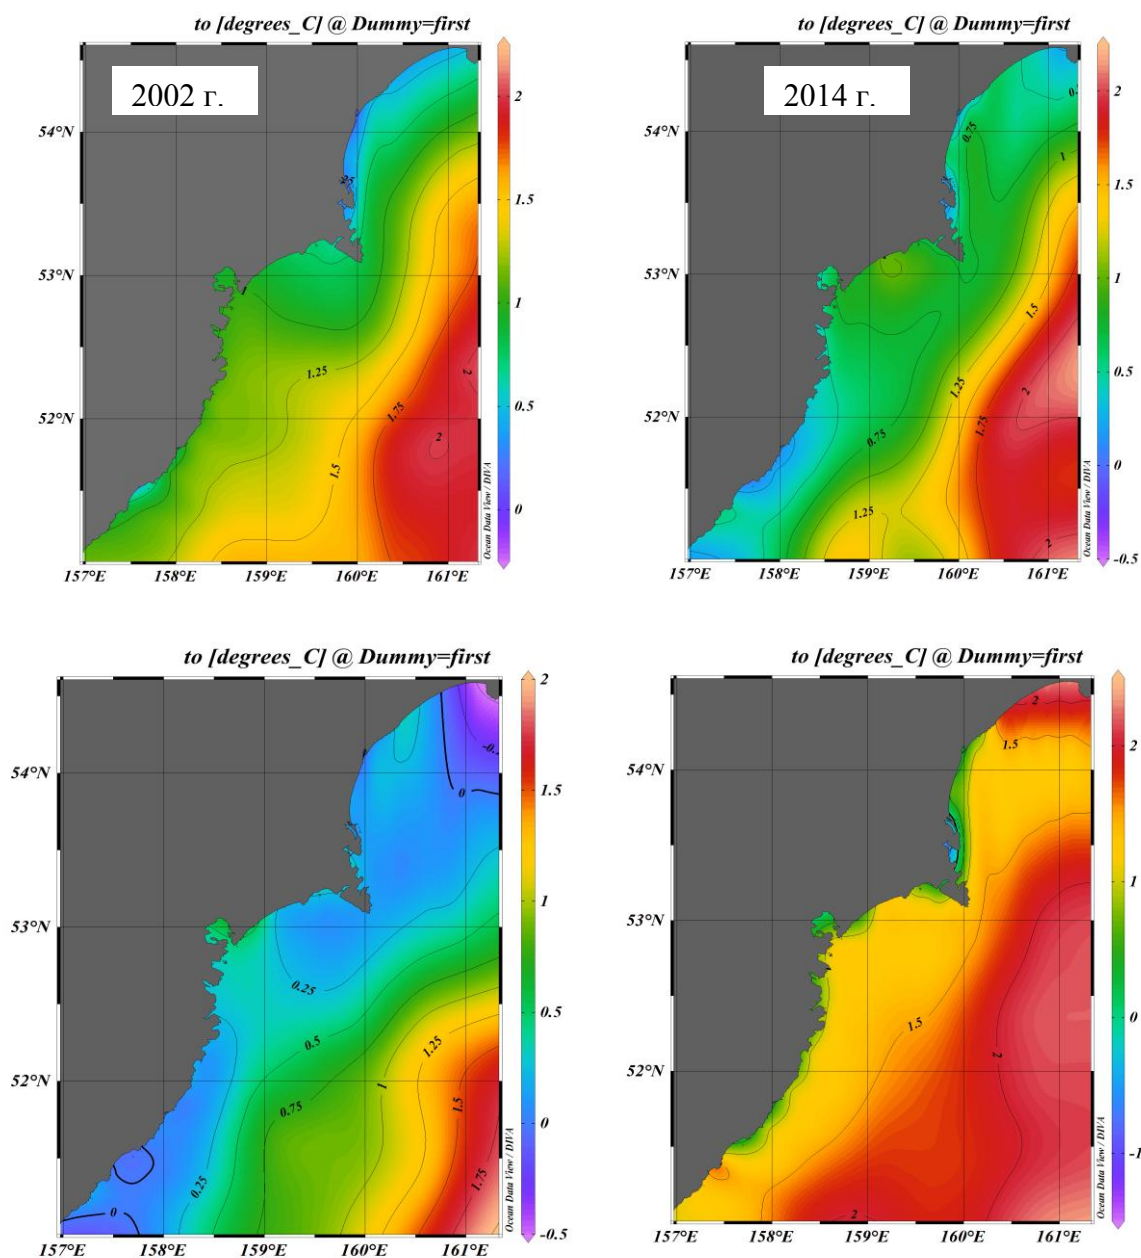 to [degrees_C] @ Dummy=first
2002 г.
54°N
53°N
52°N
157°E 158°E 159°E 160°E 161°E
1.25
1.75
1.5
2
2
1
2
1.5
1
0.5
0
Ocean Data View / DIVA
to [degrees_C] @ Dummy=first
2014 г.
54°N
53°N
52°N
157°E 158°E 159°E 160°E 161°E
0.75
1
1.5
1.25
2
1.75
0.75
1.25
2
2
1.5
1
0.5
0
-0.5
Ocean Data View / DIVA
to [degrees_C] @ Dummy=first
54°N
53°N
52°N
157°E 158°E 159°E 160°E 161°E
0
0.25
0.5
0.75
1
1.25
1.5
1.75
0.25
0
2
1.5
1
0.5
0
-0.5
Ocean Data View / DIVA
to [degrees_C] @ Dummy=first
54°N
53°N
52°N
157°E 158°E 159°E 160°E 161°E
2
1.5
1.5
2
2
2
1
0
-1
Ocean Data View / DIVA